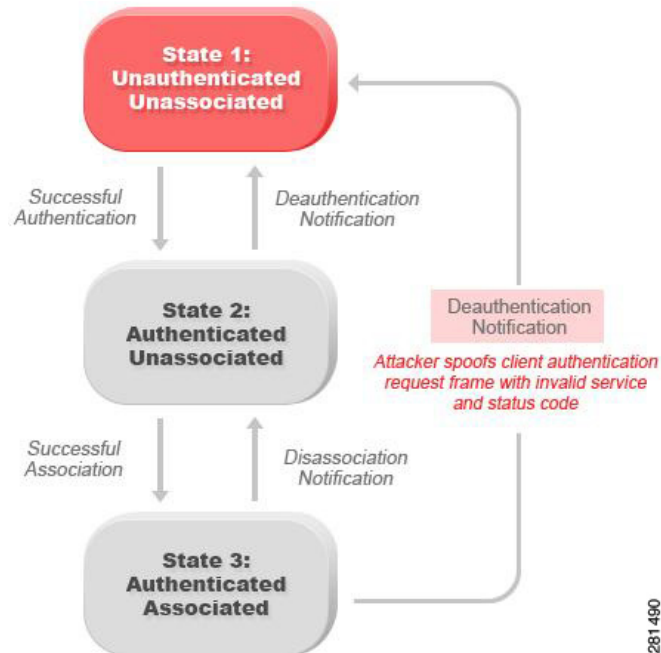 State 1:
Unauthenticated
Unassociated
Successful
Authentication
Deauthentication
Notification
State 2:
Authenticated
Unassociated
Deauthentication
Notification
Attacker spoofs client authentication
request frame with invalid service
and status code
Successful
Association
Disassociation
Notification
State 3:
Authenticated
Associated
281490